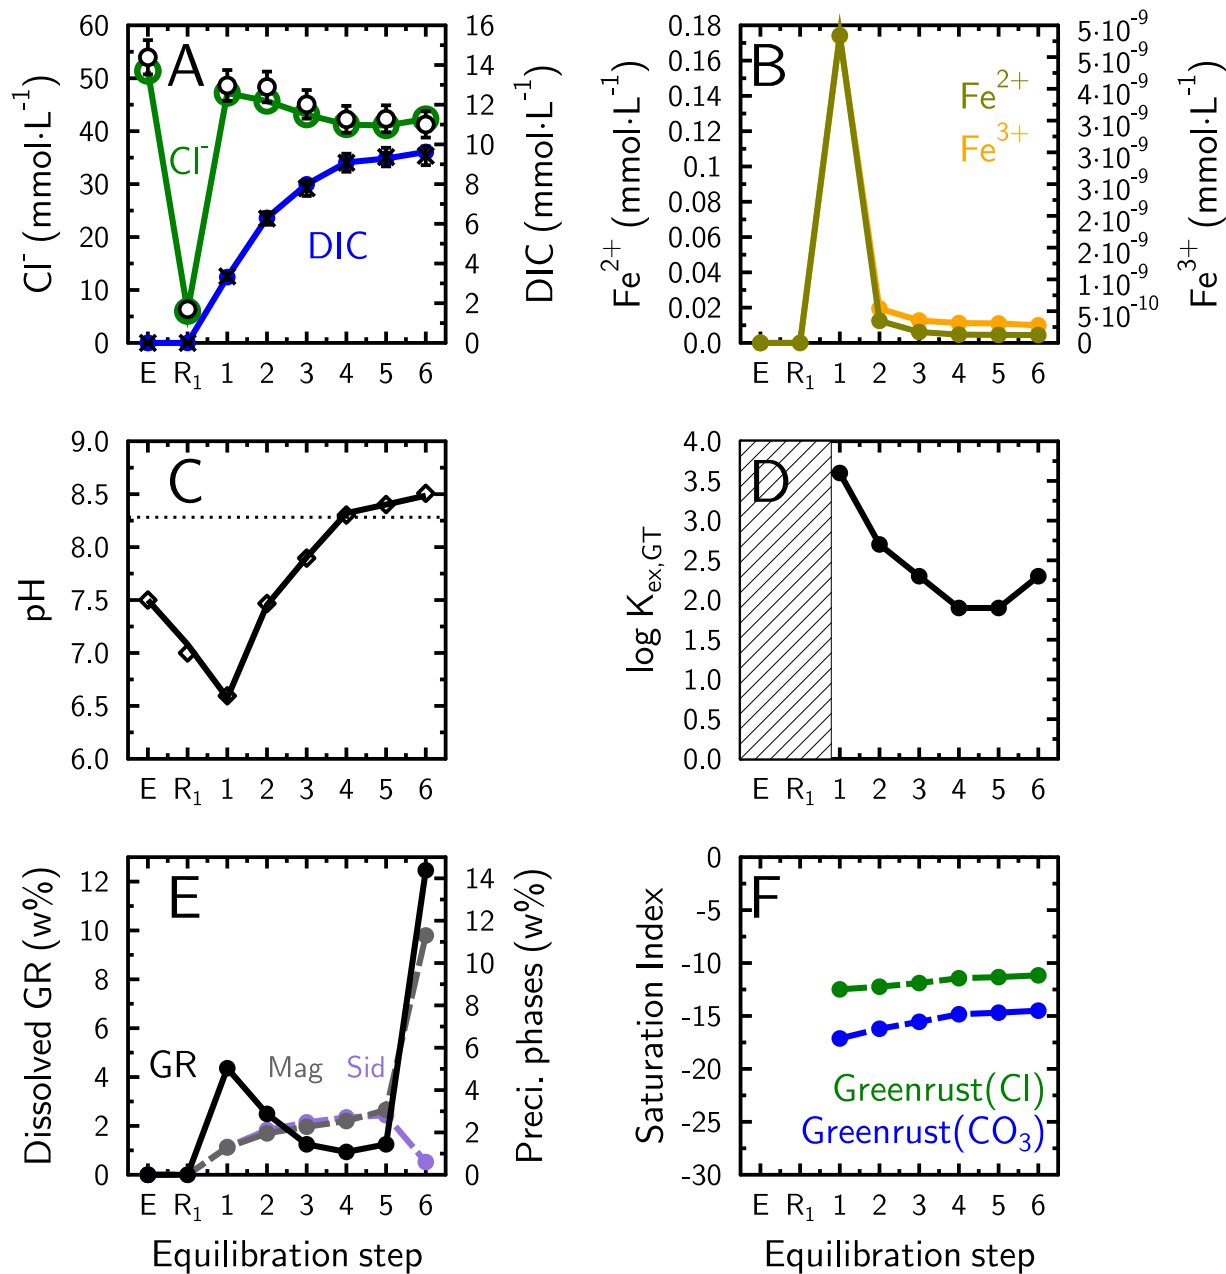 A
Cl⁻ (mmol·L⁻¹)
60
50
40
30
20
10
0
DIC (mmol·L⁻¹)
16
14
12
10
8
6
4
2
0
Cl⁻
DIC
E R₁ 1 2 3 4 5 6
B
Fe²⁺ (mmol·L⁻¹)
0.18
0.16
0.14
0.12
0.10
0.08
0.06
0.04
0.02
0.0
Fe³⁺ (mmol·L⁻¹)
5·10⁻⁹
5·10⁻⁹
4·10⁻⁹
3·10⁻⁹
3·10⁻⁹
3·10⁻⁹
2·10⁻⁹
2·10⁻⁹
1·10⁻⁹
5·10⁻¹⁰
0
Fe²⁺
Fe³⁺
E R₁ 1 2 3 4 5 6
C
pH
9.0
8.5
8.0
7.5
7.0
6.5
6.0
E R₁ 1 2 3 4 5 6
D
log K_ex,GT
4.0
3.5
3.0
2.5
2.0
1.5
1.0
0.5
0.0
E R₁ 1 2 3 4 5 6
E
Dissolved GR (w%)
12
10
8
6
4
2
0
Preci. phases (w%)
14
12
10
8
6
4
2
0
GR
Mag
Sid
E R₁ 1 2 3 4 5 6
Equilibration step
F
Saturation Index
0
-5
-10
-15
-20
-25
-30
Greenrust(Cl)
Greenrust(CO₃)
E R₁ 1 2 3 4 5 6
Equilibration step